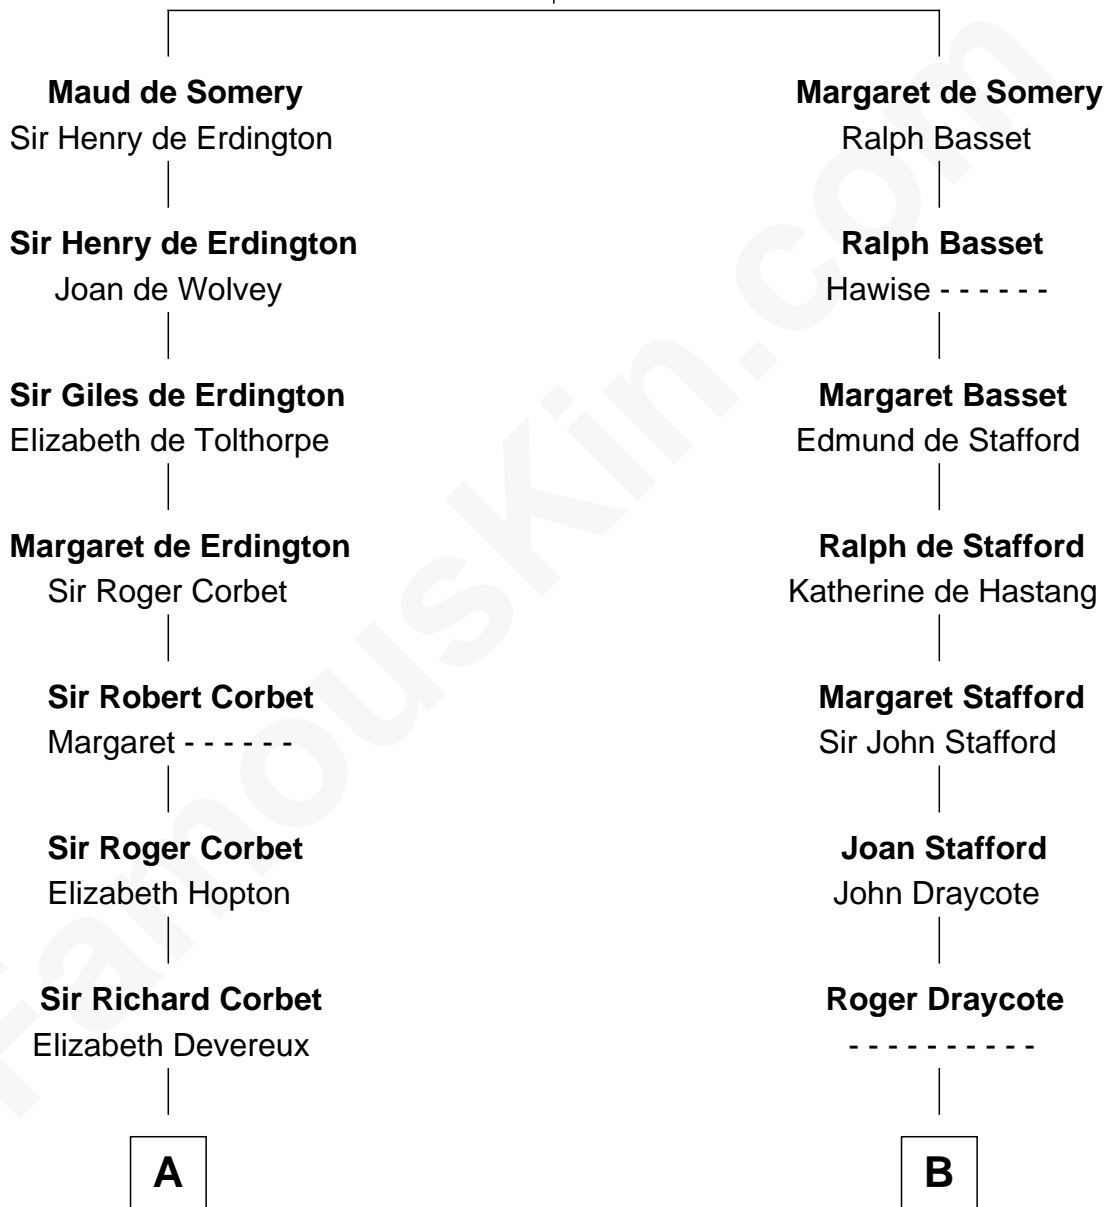 Maud de Somery
Sir Henry de Erdington
Sir Henry de Erdington
Joan de Wolvey
Sir Giles de Erdington
Elizabeth de Tolthorpe
Margaret de Erdington
Sir Roger Corbet
Sir Robert Corbet
Margaret - - - - - -
Sir Roger Corbet
Elizabeth Hopton
Sir Richard Corbet
Elizabeth Devereux
A
Margaret de Somery
Ralph Basset
Ralph Basset
Hawise - - - - - -
Margaret Basset
Edmund de Stafford
Ralph de Stafford
Katherine de Hastang
Margaret Stafford
Sir John Stafford
Joan Stafford
John Draycote
Roger Draycote
- - - - - - - - - -
B
FamousKin.com